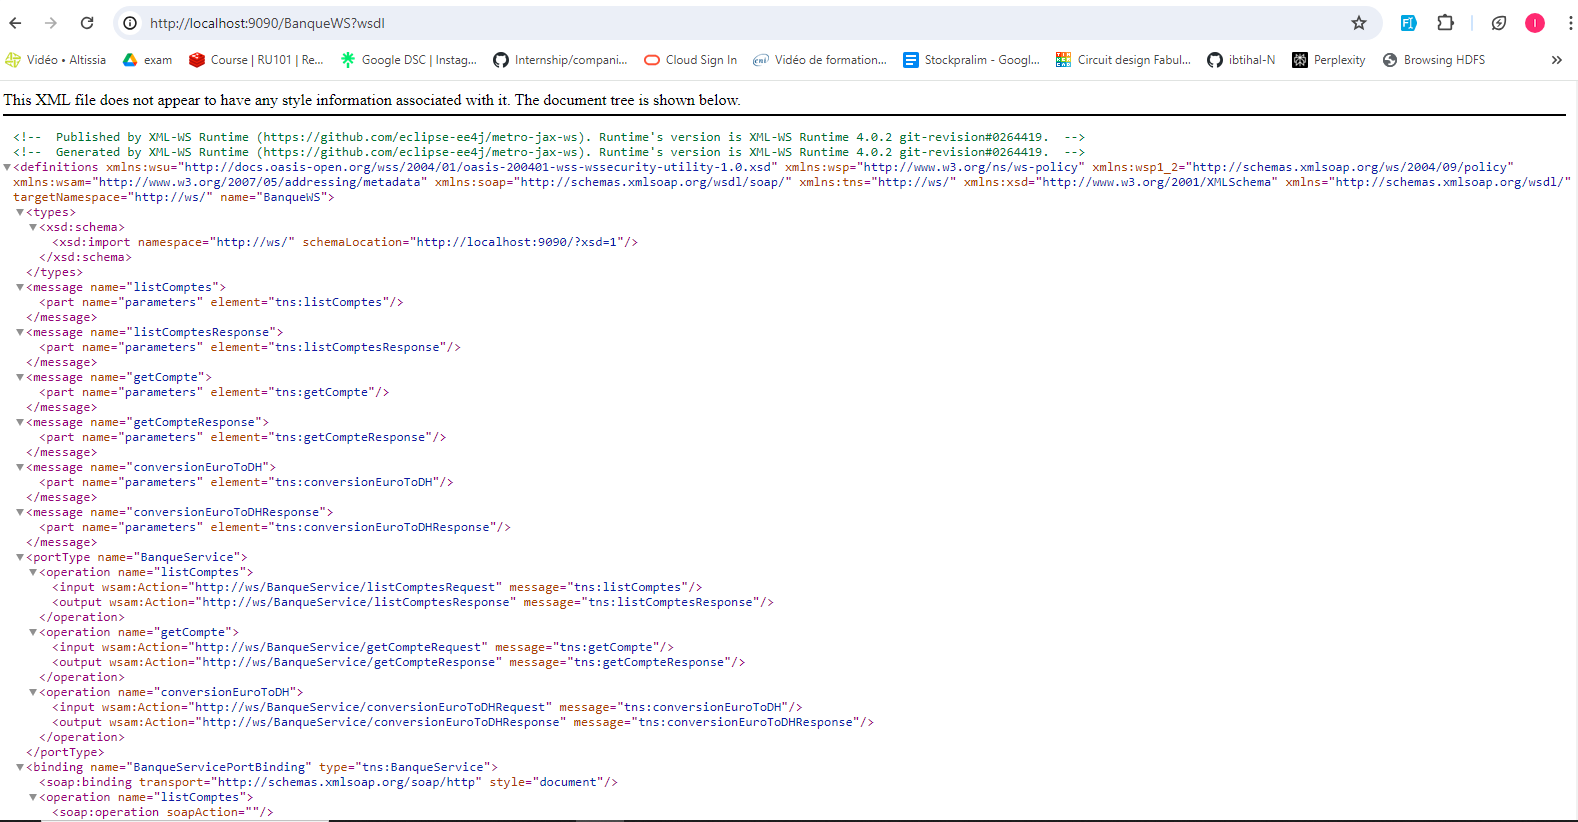 http://localhost:9090/BanqueWS?wsdl
Vidéo • Altissia exam Course | RU101 | Re... Google DSC | Instag... Internship/compani... Cloud Sign In Vidéo de formation... Stockpralim - Googl... Circuit design Fabul... ibtihal-N Perplexity Browsing HDFS »
This XML file does not appear to have any style information associated with it. The document tree is shown below.
<!-- Published by XML-WS Runtime (https://github.com/eclipse-ee4j/metro-jax-ws). Runtime's version is XML-WS Runtime 4.0.2 git-revision#0264419. -->
<!-- Generated by XML-WS Runtime (https://github.com/eclipse-ee4j/metro-jax-ws). Runtime's version is XML-WS Runtime 4.0.2 git-revision#0264419. -->
<definitions xmlns:wsu="http://docs.oasis-open.org/wss/2004/01/oasis-200401-wss-wssecurity-utility-1.0.xsd" xmlns:wsp="http://www.w3.org/ns/ws-policy" xmlns:wsp1_2="http://schemas.xmlsoap.org/ws/2004/09/policy"
xmlns:wsam="http://www.w3.org/2007/05/addressing/metadata" xmlns:soap="http://schemas.xmlsoap.org/wsdl/soap/" xmlns:tns="http://ws/" xmlns:xsd="http://www.w3.org/2001/XMLSchema" xmlns="http://schemas.xmlsoap.org/wsdl/"
targetNamespace="http://ws/" name="BanqueWS">
<types>
<xsd:schema>
<xsd:import namespace="http://ws/" schemaLocation="http://localhost:9090/?xsd=1"/>
</xsd:schema>
</types>
<message name="listComptes">
<part name="parameters" element="tns:listComptes"/>
</message>
<message name="listComptesResponse">
<part name="parameters" element="tns:listComptesResponse"/>
</message>
<message name="getCompte">
<part name="parameters" element="tns:getCompte"/>
</message>
<message name="getCompteResponse">
<part name="parameters" element="tns:getCompteResponse"/>
</message>
<message name="conversionEuroToDH">
<part name="parameters" element="tns:conversionEuroToDH"/>
</message>
<message name="conversionEuroToDHResponse">
<part name="parameters" element="tns:conversionEuroToDHResponse"/>
</message>
<portType name="BanqueService">
<operation name="listComptes">
<input wsam:Action="http://ws/BanqueService/listComptesRequest" message="tns:listComptes"/>
<output wsam:Action="http://ws/BanqueService/listComptesResponse" message="tns:listComptesResponse"/>
</operation>
<operation name="getCompte">
<input wsam:Action="http://ws/BanqueService/getCompteRequest" message="tns:getCompte"/>
<output wsam:Action="http://ws/BanqueService/getCompteResponse" message="tns:getCompteResponse"/>
</operation>
<operation name="conversionEuroToDH">
<input wsam:Action="http://ws/BanqueService/conversionEuroToDHRequest" message="tns:conversionEuroToDH"/>
<output wsam:Action="http://ws/BanqueService/conversionEuroToDHResponse" message="tns:conversionEuroToDHResponse"/>
</operation>
</portType>
<binding name="BanqueServicePortBinding" type="tns:BanqueService">
<soap:binding transport="http://schemas.xmlsoap.org/soap/http" style="document"/>
<operation name="listComptes">
<soap:operation soapAction=""/>